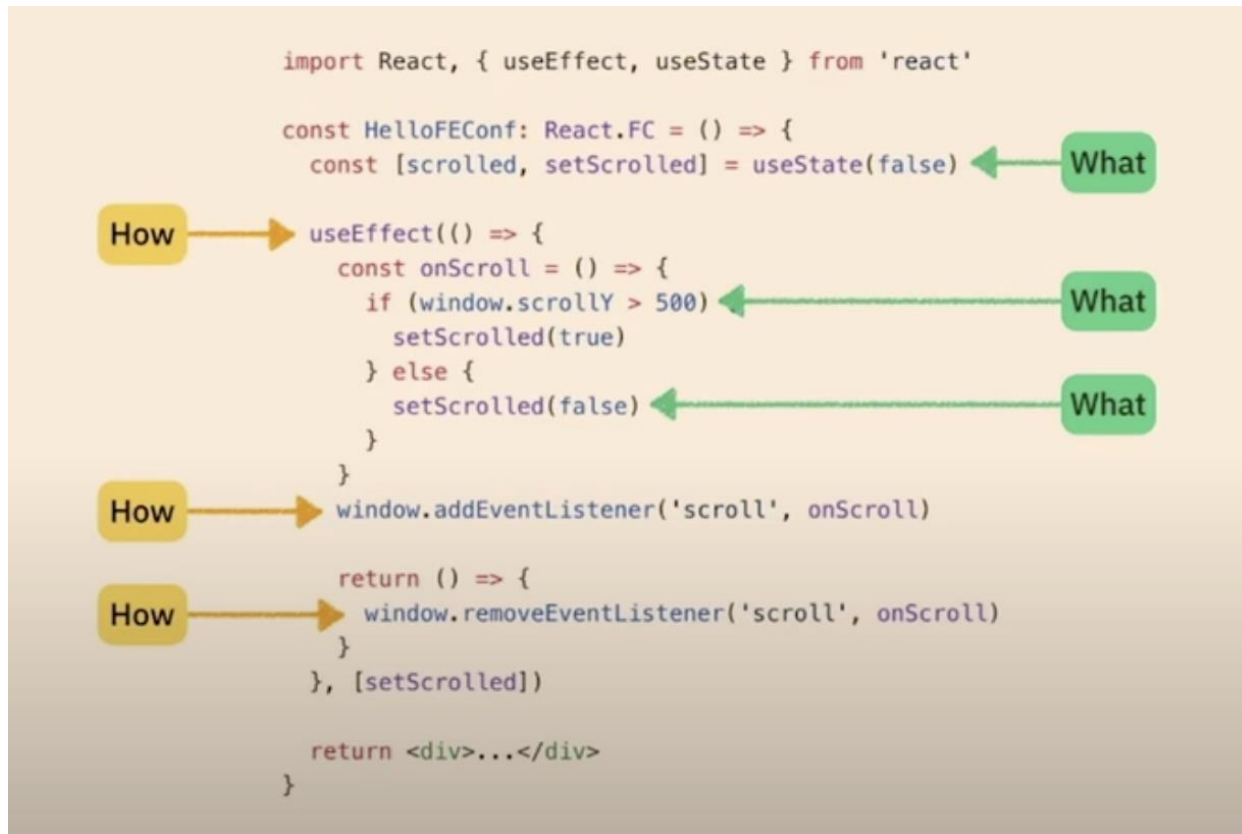 import React, { useEffect, useState } from 'react'
const HelloFEConf: React.FC = () => {
const [scrolled, setScrolled] = useState(false)
What
How
useEffect(() => {
const onScroll = () => {
if (window.scrollY > 500)
What
setScrolled(true)
} else {
setScrolled(false)
What
}
}
How
window.addEventListener('scroll', onScroll)
return () => {
How
window.removeEventListener('scroll', onScroll)
}
}, [setScrolled])
return <div>...</div>
}